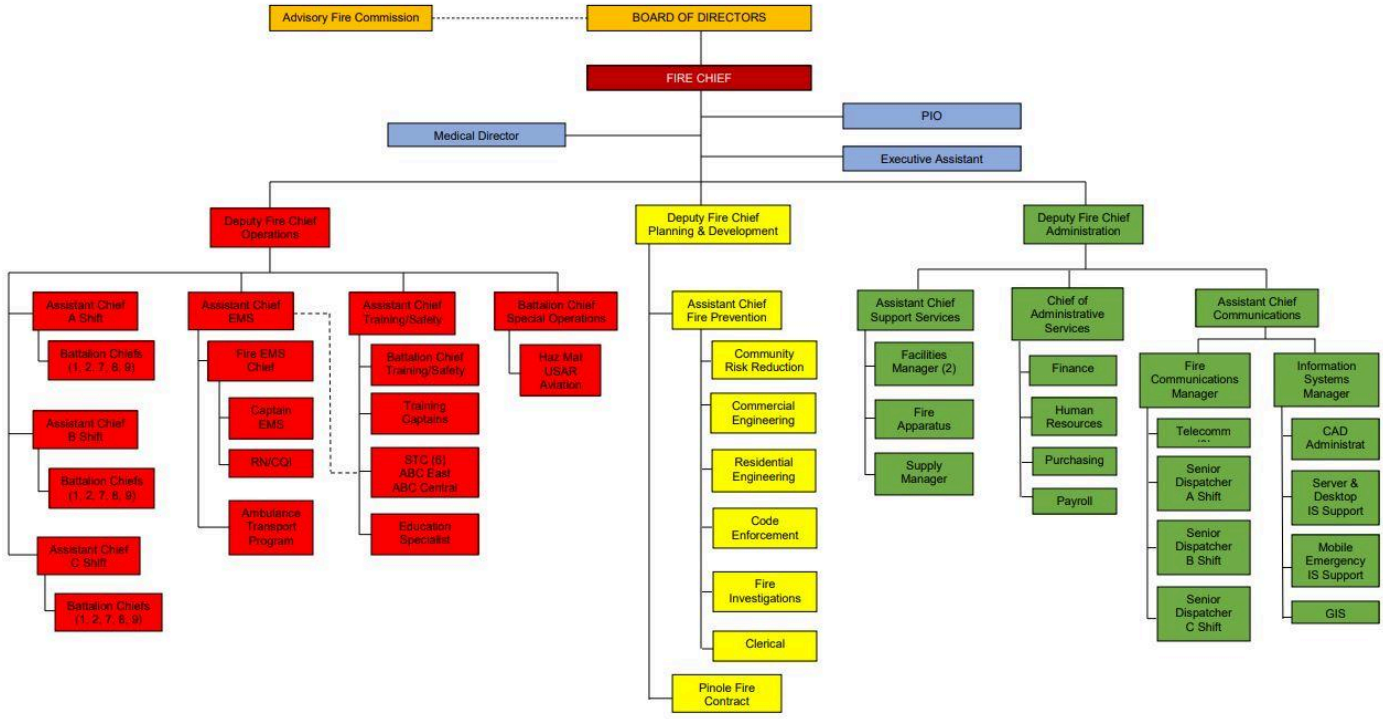 Advisory Fire Commission
BOARD OF DIRECTORS
FIRE CHIEF
PIO
Medical Director
Executive Assistant
Deputy Fire Chief
Operations
Deputy Fire Chief
Planning & Development
Deputy Fire Chief
Administration
Assistant Chief
A Shift
Battalion Chiefs
(1, 2, 7, 8, 9)
Assistant Chief
B Shift
Battalion Chiefs
(1, 2, 7, 8, 9)
Assistant Chief
C Shift
Battalion Chiefs
(1, 2, 7, 8, 9)
Assistant Chief
EMS
Fire EMS
Chief
Captain
EMS
RN/CQI
Ambulance
Transport
Program
Assistant Chief
Training/Safety
Battalion Chief
Training/Safety
Training
Captains
STC (6)
ABC East
ABC Central
Education
Specialist
Battalion Chief
Special Operations
Haz Mat
USAR
Aviation
Assistant Chief
Fire Prevention
Community
Risk Reduction
Commercial
Engineering
Residential
Engineering
Code
Enforcement
Fire
Investigations
Clerical
Pinole Fire
Contract
Assistant Chief
Support Services
Facilities
Manager (2)
Fire
Apparatus
Supply
Manager
Chief
of Administrative
Services
Finance
Human
Resources
Purchasing
Payroll
Assistant Chief
Communications
Fire
Communications
Manager
Telecomm
Senior
Dispatcher
A Shift
Senior
Dispatcher
B Shift
Senior
Dispatcher
C Shift
Information
Systems
Manager
CAD
Administrat
Server &
Desktop
IS Support
Mobile
Emergency
IS Support
GIS